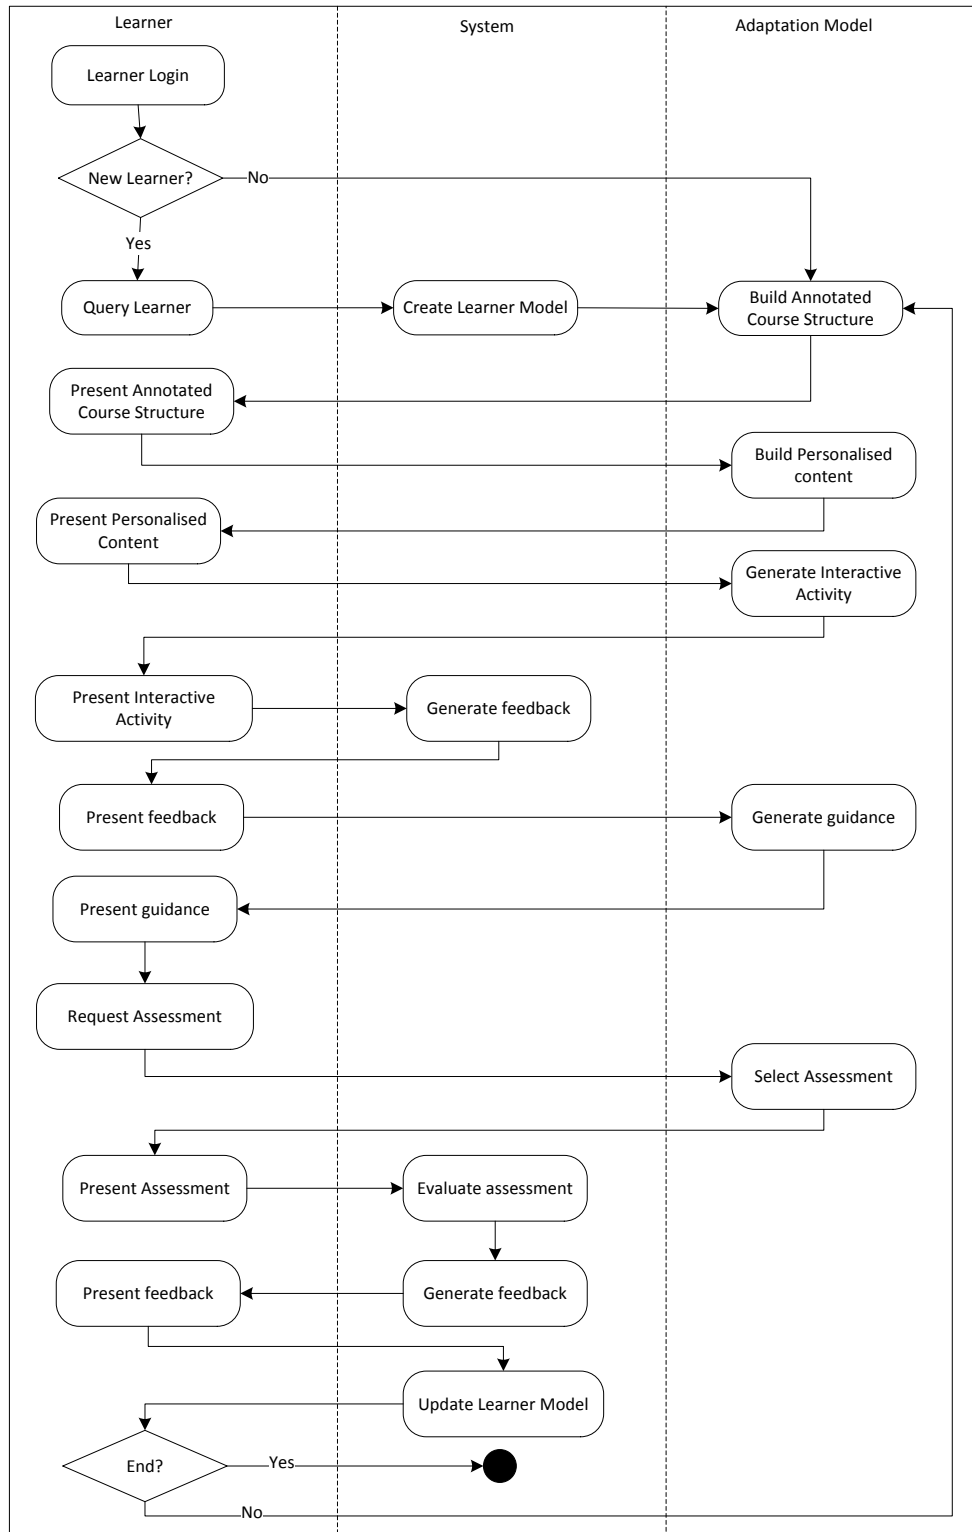 Learner
System
Adaptation Model
Learner Login
New Learner?
No
Yes
Query Learner
Create Learner Model
Build Annotated
Course Structure
Present Annotated
Course Structure
Build Personalised
content
Present Personalised
Content
Generate Interactive
Activity
Present Interactive
Activity
Generate feedback
Present feedback
Generate guidance
Present guidance
Request Assessment
Select Assessment
Present Assessment
Evaluate assessment
Present feedback
Generate feedback
Update Learner Model
End?
Yes
No